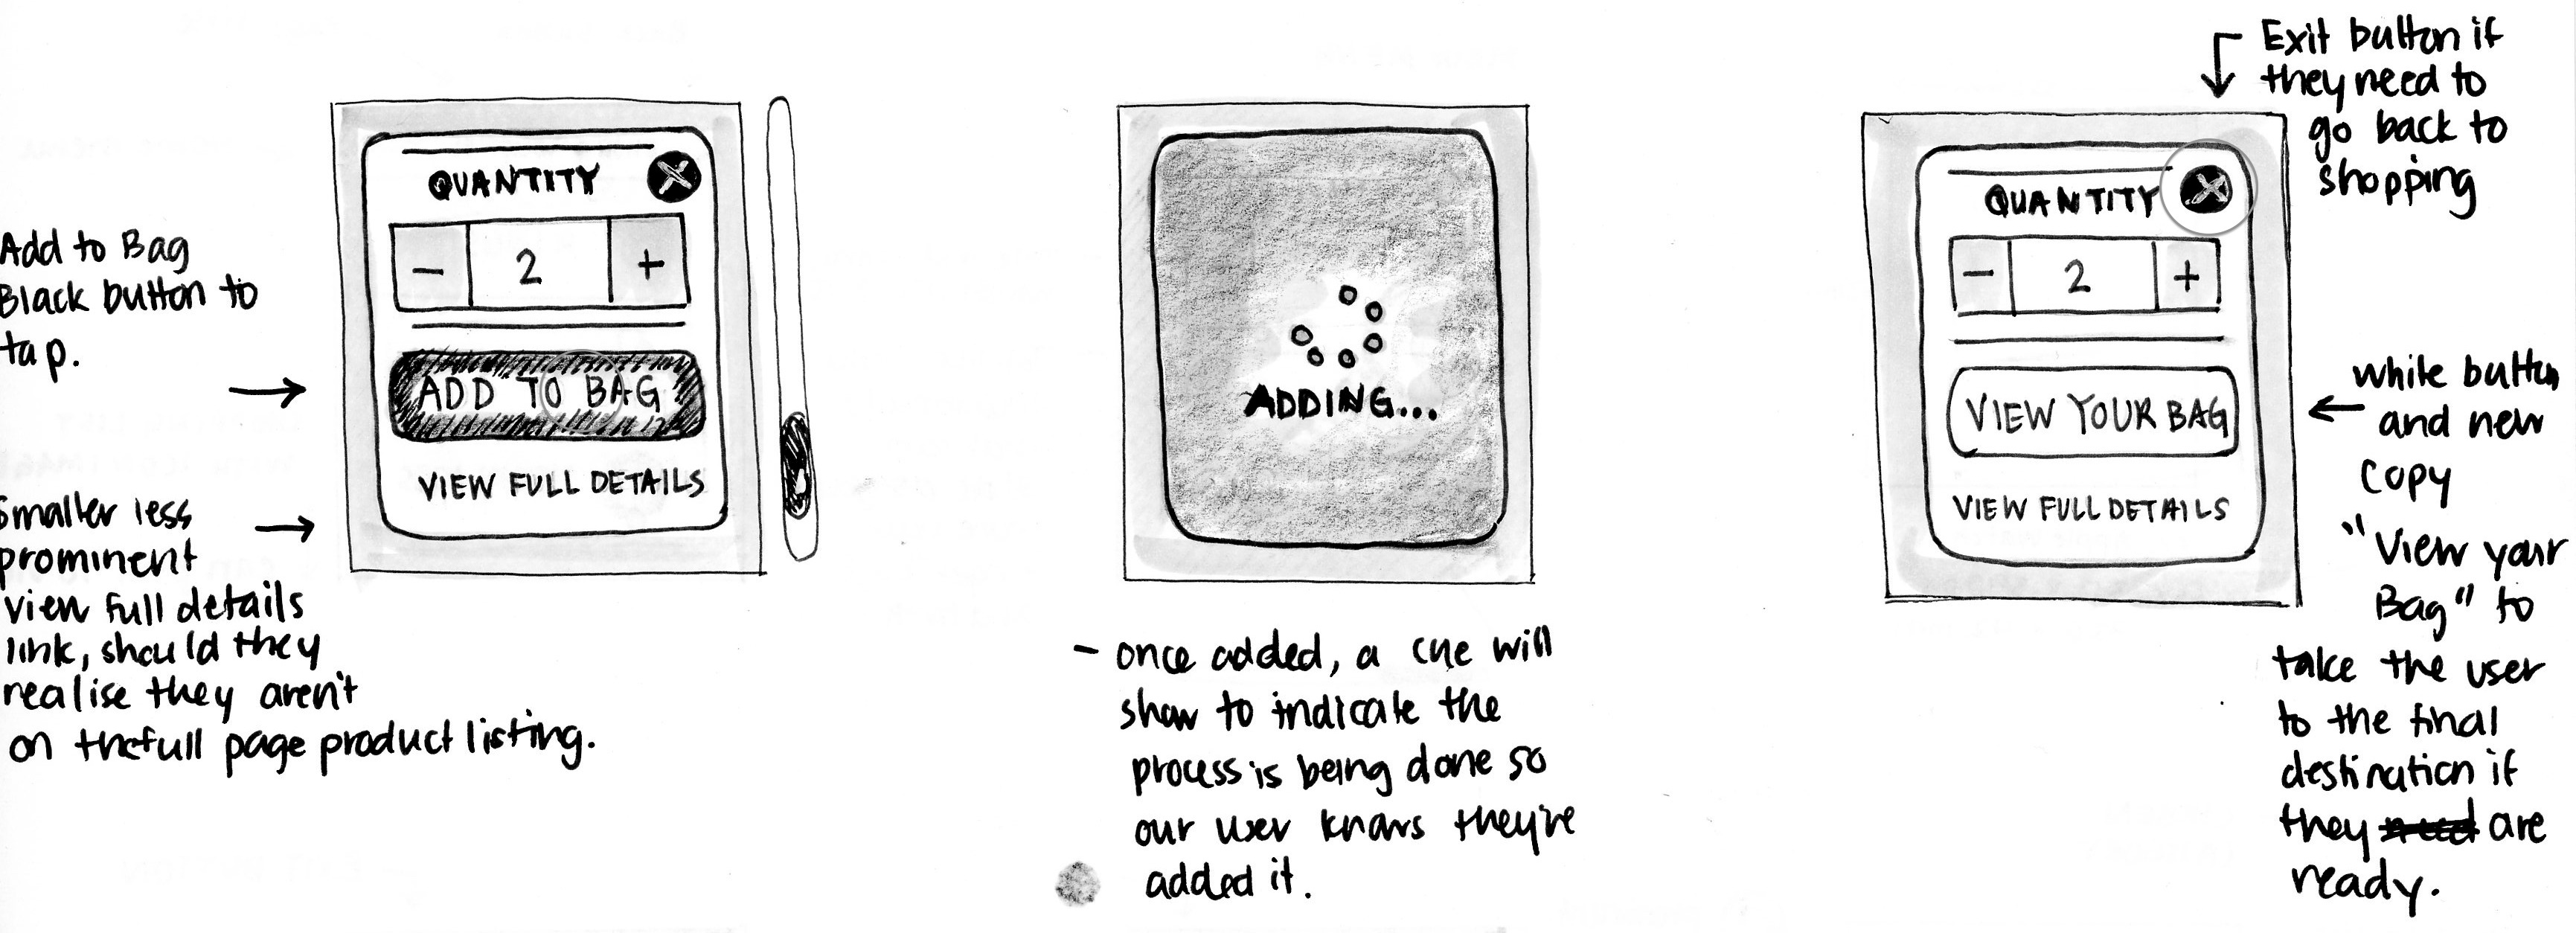 Add to Bag
Black button to
tap.
Smaller less
prominent
view full details
link, should they
realise they aren't
on the full page product listing.
QUANTITY
X
– 2 +
ADD TO BAG
VIEW FULL DETAILS
ADDING...
– once added, a cue will
show to indicate the
process is being done so
our user knows they're
added it.
Exit button if
they need to
go back to
shopping
QUANTITY
X
– 2 +
VIEW YOUR BAG
VIEW FULL DETAILS
white button
and new
copy
"View your
Bag" to
take the user
to the final
destination if
they need are
ready.